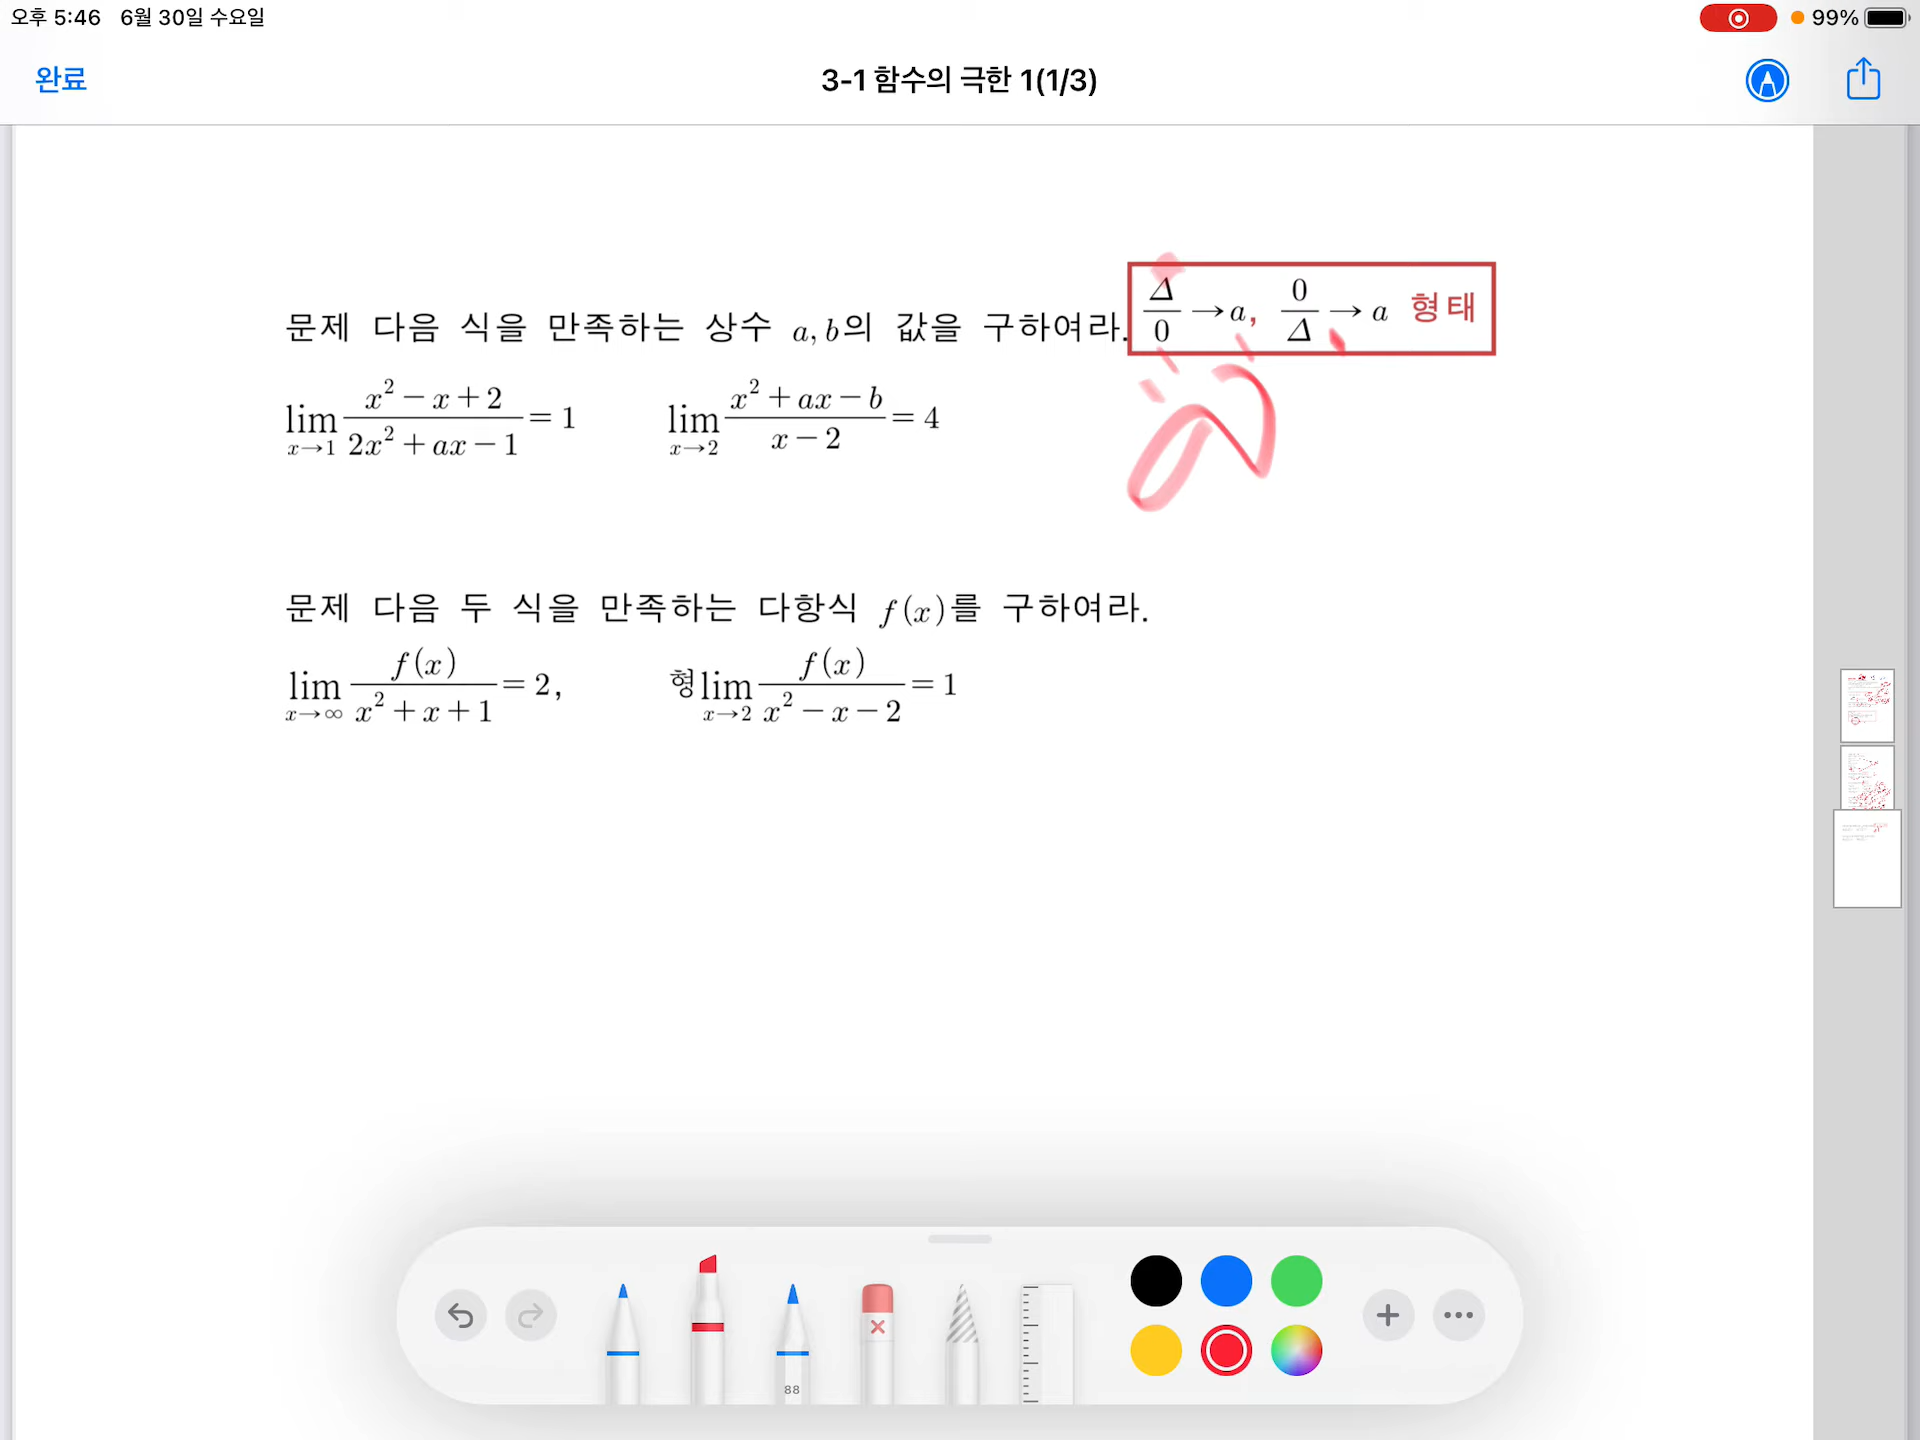 오후 5:46 6월 30일 수요일 99%
완료 3-1 함수의 극한 1(1/3)
문제 다음 식을 만족하는 상수 a, b의 값을 구하여라. Δ/0 → a, 0/Δ → a 형태
lim x→1 (x² − x + 2)/(2x² + ax − 1) = 1 lim x→2 (x² + ax − b)/(x − 2) = 4
문제 다음 두 식을 만족하는 다항식 f(x)를 구하여라.
lim x→∞ f(x)/(x² + x + 1) = 2, 형 lim x→2 f(x)/(x² − x − 2) = 1
88